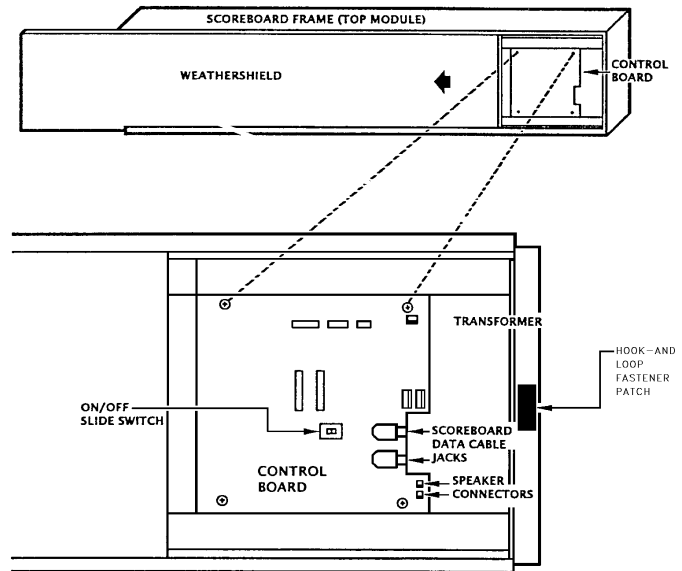 SCOREBOARD FRAME (TOP MODULE)
WEATHERSHIELD
CONTROL
BOARD
TRANSFORMER
HOOK-AND
LOOP
FASTENER
PATCH
ON/OFF
SLIDE SWITCH
SCOREBOARD
DATA CABLE
JACKS
CONTROL
BOARD
SPEAKER
CONNECTORS